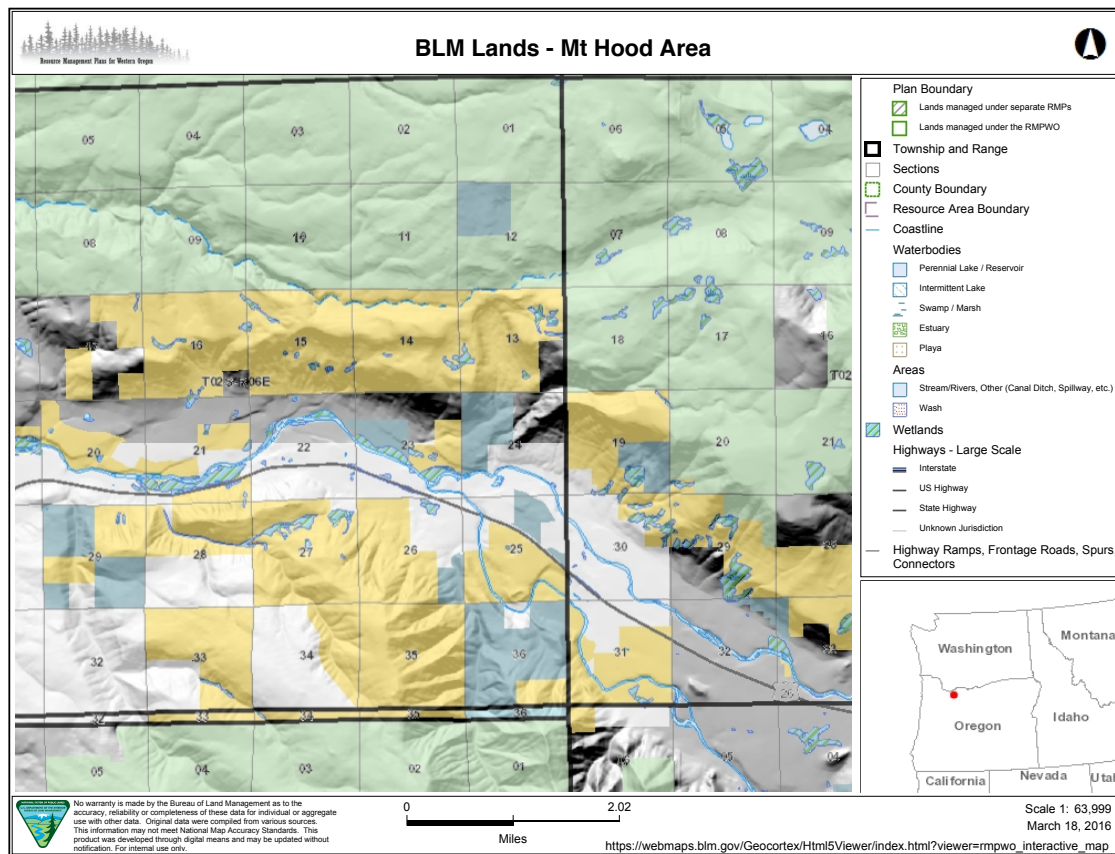 Resource Management Plans for Western Oregon
BLM Lands - Mt Hood Area
05 04 03 02 01 06 05 04
08 09 10 11 12 07 08 09
17 16 15 14 13 18 17 16
T02S-R06E
T02
20 21 22 23 24 19 20 21
29 28 27 26 25 30 29 28
32 33 34 35 36 31 32 33
26
32 33 34 35 36
05 04 03 02 01 05 04
Plan Boundary
Lands managed under separate RMPs
Lands managed under the RMPWO
Township and Range
Sections
County Boundary
Resource Area Boundary
Coastline
Waterbodies
Perennial Lake / Reservoir
Intermittent Lake
Swamp / Marsh
Estuary
Playa
Areas
Stream/Rivers, Other (Canal Ditch, Spillway, etc.)
Wash
Wetlands
Highways - Large Scale
Interstate
US Highway
State Highway
Unknown Jurisdiction
Highway Ramps, Frontage Roads, Spurs
Connectors
Washington
Montana
Oregon
Idaho
California
Nevada
Utah
No warranty is made by the Bureau of Land Management as to the
accuracy, reliability or completeness of these data for individual or aggregate
use with other data. Original data were compiled from various sources.
This information may not meet National Map Accuracy Standards. This
product was developed through digital means and may be updated without
notification. For internal use only.
0 2.02
Miles
Scale 1: 63,999
March 18, 2016
https://webmaps.blm.gov/Geocortex/Html5Viewer/index.html?viewer=rmpwo_interactive_map